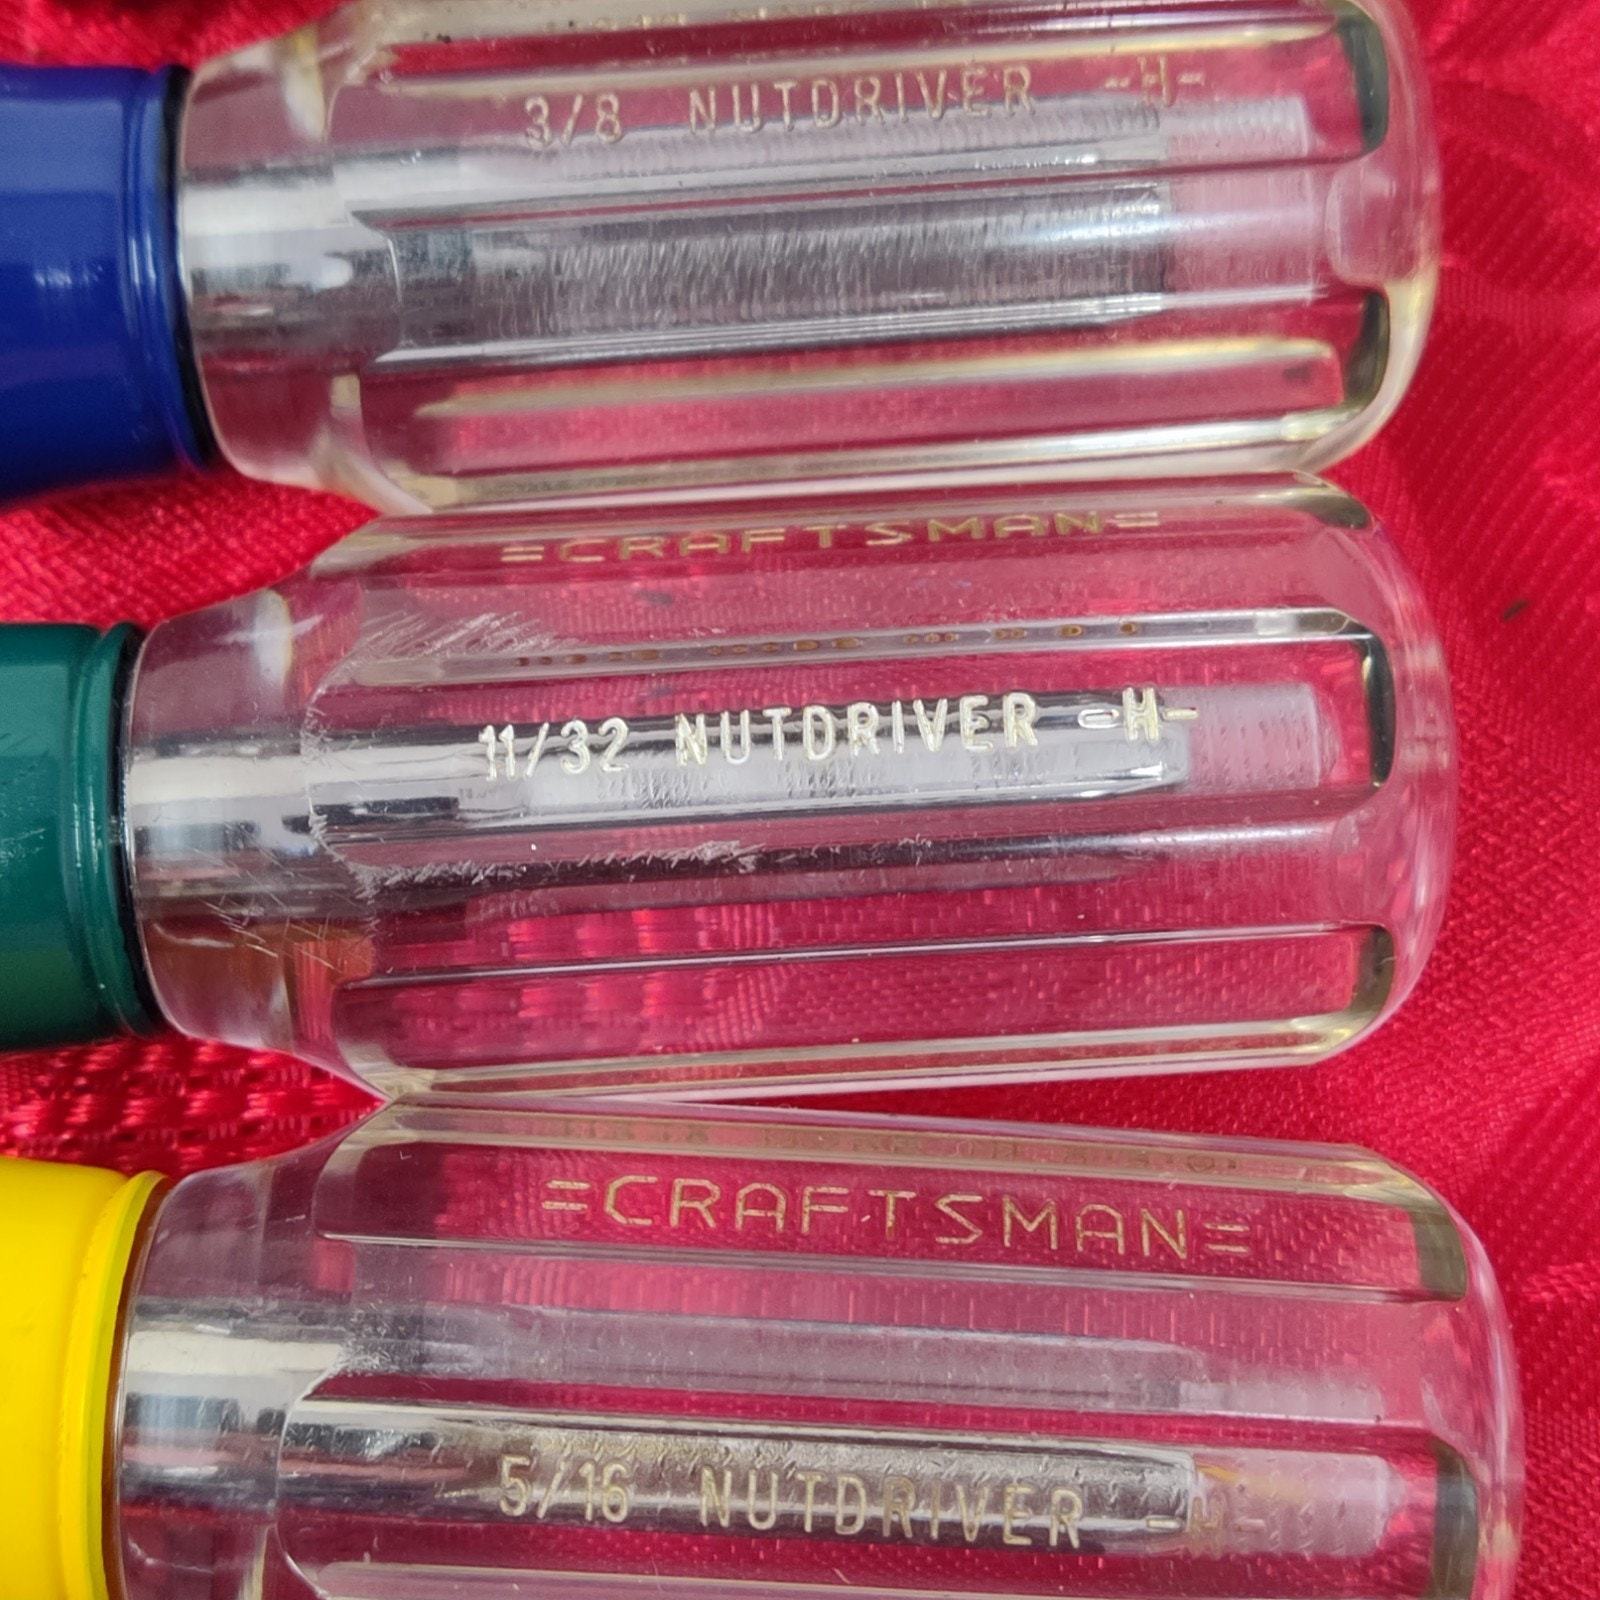 3/8 NUTDRIVER -H-
=CRAFTSMAN=
11/32 NUTDRIVER -H-
=CRAFTSMAN=
5/16 NUTDRIVER -H-